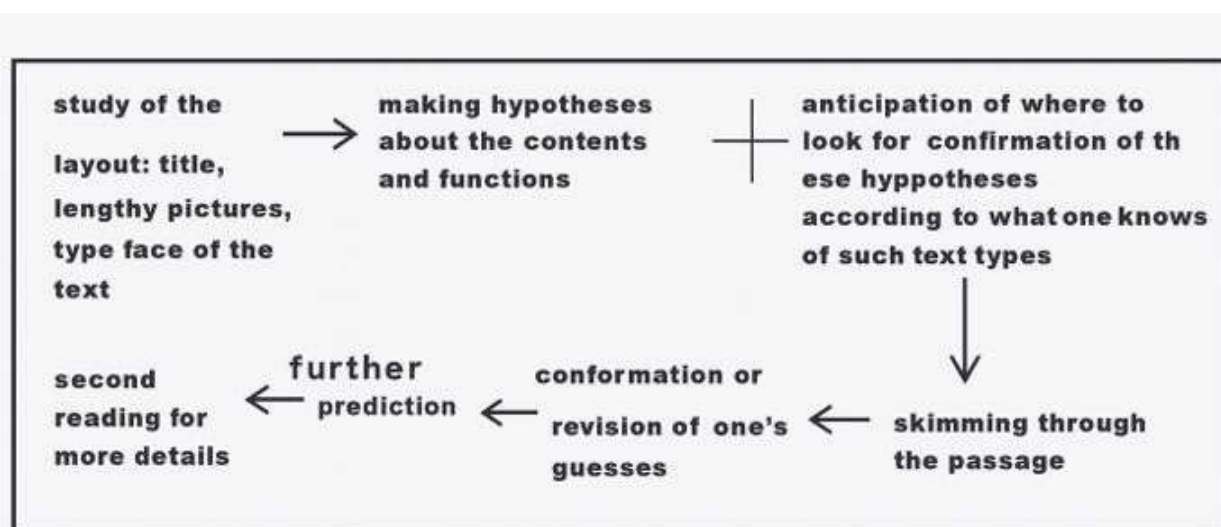 study of the
layout: title,
lengthy pictures,
type face of the
text
making hypotheses
about the contents
and functions
anticipation of where to
look for confirmation of th
ese hyppotheses
according to what one knows
of such text types
skimming through
the passage
conformation or
revision of one's
guesses
further
prediction
second
reading for
more details